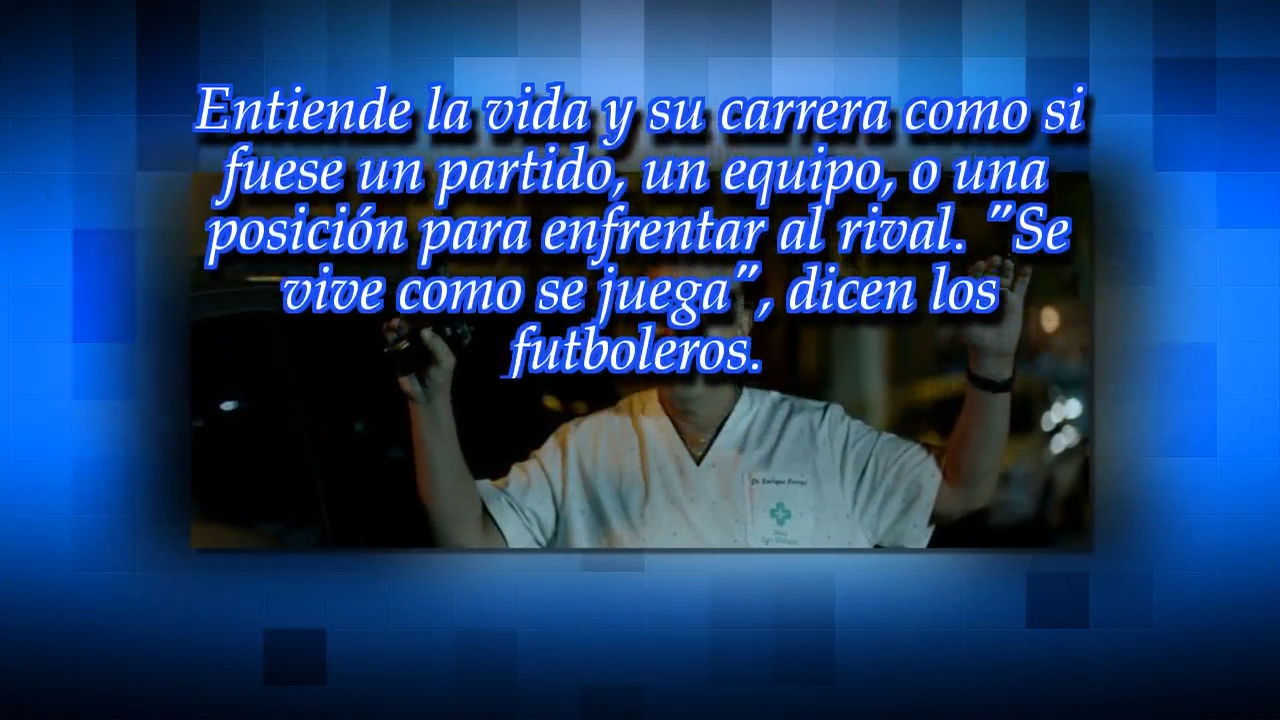 Entiende la vida y su carrera como si
fuese un partido, un equipo, o una
posición para enfrentar al rival. "Se
vive como se juega", dicen los
futboleros.